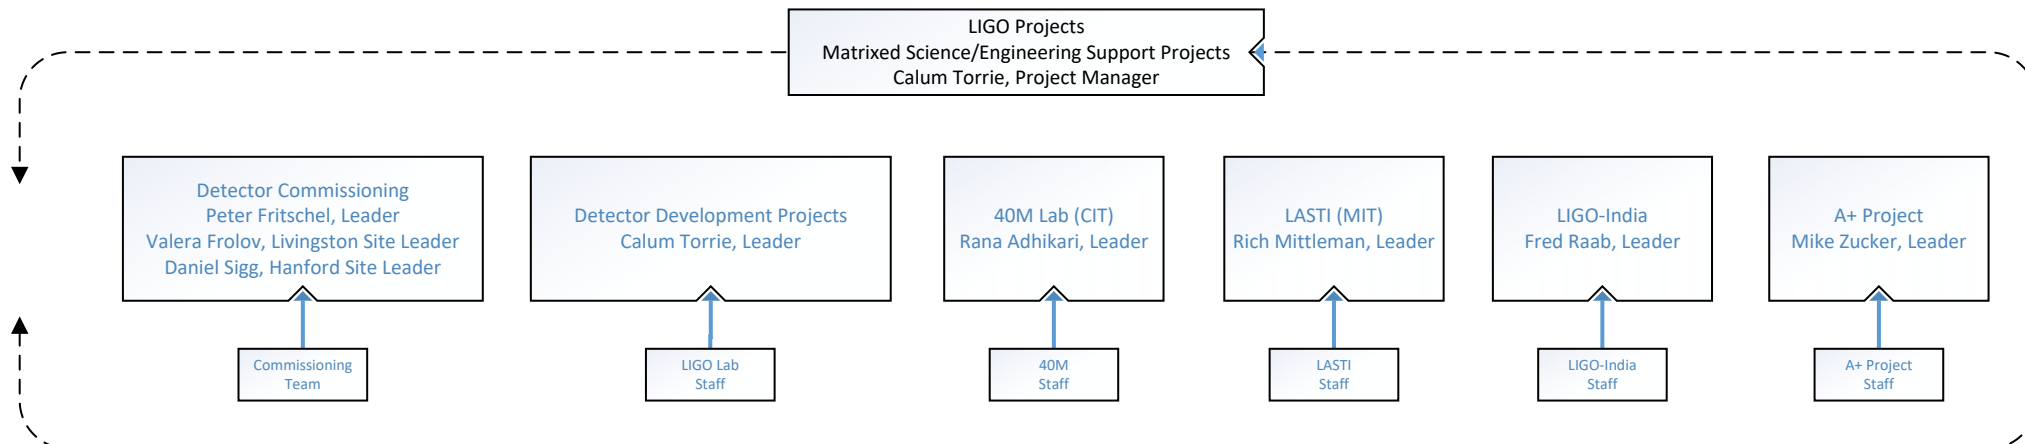 LIGO Projects
Matrixed Science/Engineering Support Projects
Calum Torrie, Project Manager
Detector Commissioning
Peter Fritschel, Leader
Valera Frolov, Livingston Site Leader
Daniel Sigg, Hanford Site Leader
Detector Development Projects
Calum Torrie, Leader
40M Lab (CIT)
Rana Adhikari, Leader
LASTI (MIT)
Rich Mittleman, Leader
LIGO-India
Fred Raab, Leader
A+ Project
Mike Zucker, Leader
Commissioning
Team
LIGO Lab
Staff
40M
Staff
LASTI
Staff
LIGO-India
Staff
A+ Project
Staff